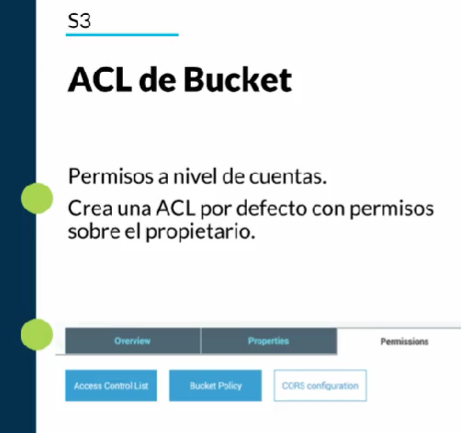 S3
ACL de Bucket
Permisos a nivel de cuentas.
Crea una ACL por defecto con permisos
sobre el propietario.
Overview Properties Permissions
Access Control List Bucket Policy CORS configuration